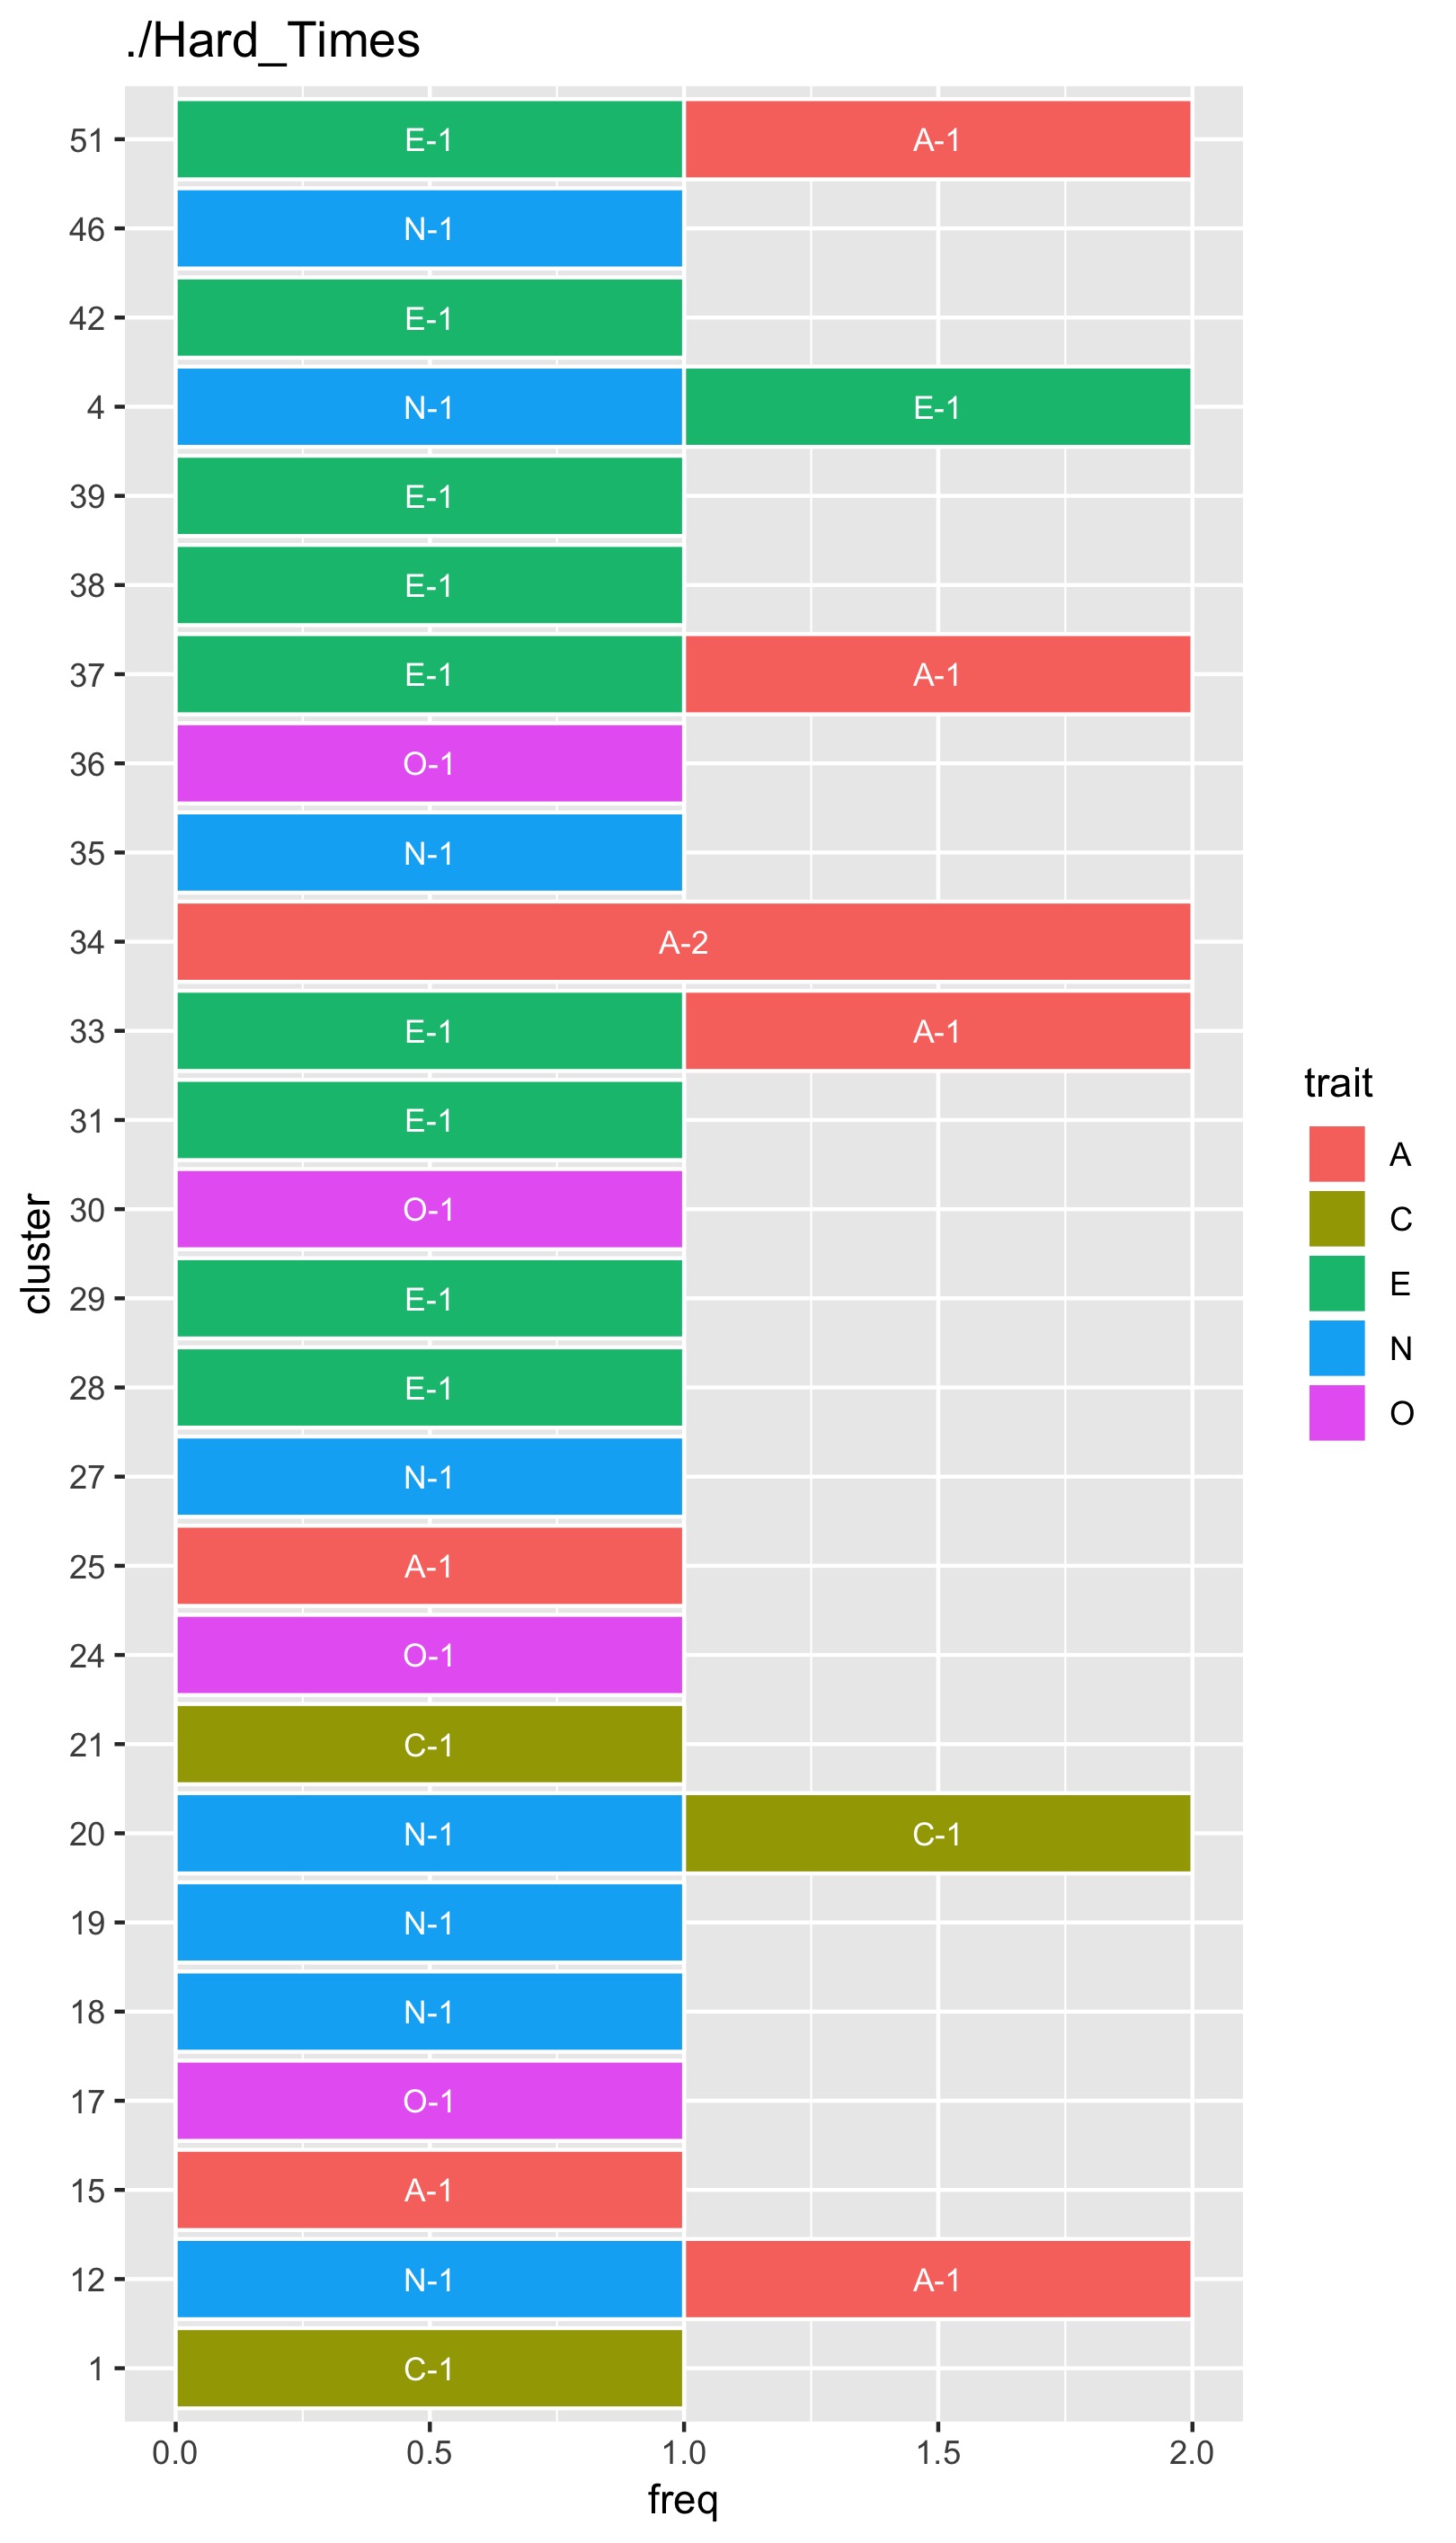 ./Hard_Times
51 E-1 A-1
46 N-1
42 E-1
4 N-1 E-1
39 E-1
38 E-1
37 E-1 A-1
36 O-1
35 N-1
34 A-2
33 E-1 A-1
31 E-1
30 O-1
29 E-1
28 E-1
27 N-1
25 A-1
24 O-1
21 C-1
20 N-1 C-1
19 N-1
18 N-1
17 O-1
15 A-1
12 N-1 A-1
1 C-1
0.0 0.5 1.0 1.5 2.0
freq
cluster
trait
A
C
E
N
O